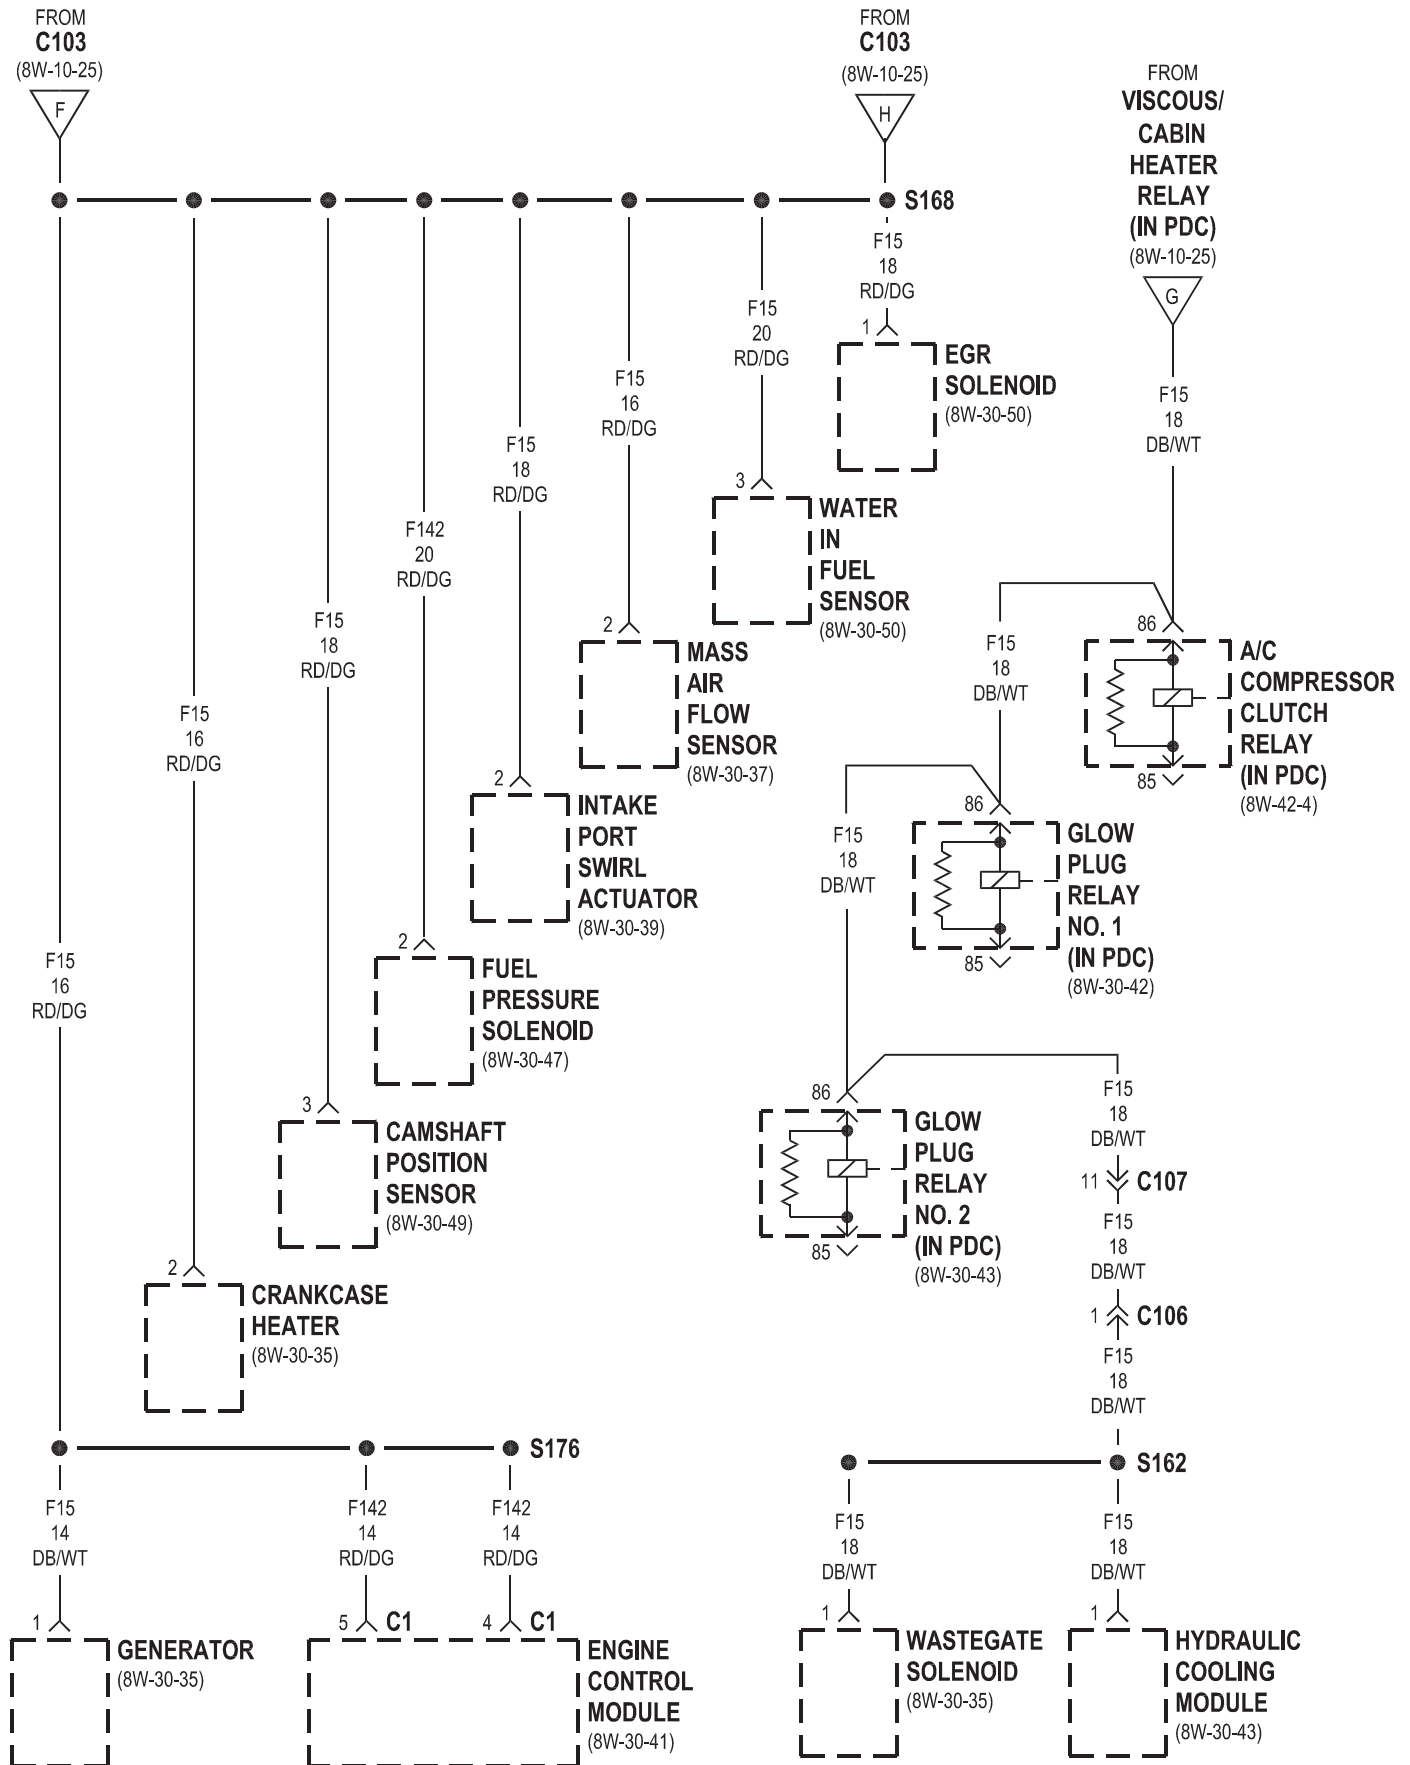 FROM
C103
(8W-10-25)
F
FROM
C103
(8W-10-25)
H
FROM
VISCOUS/
CABIN
HEATER
RELAY
(IN PDC)
(8W-10-25)
G
S168
F15
18
RD/DG
1
EGR
SOLENOID
(8W-30-50)
F15
20
RD/DG
3
WATER
IN
FUEL
SENSOR
(8W-30-50)
F15
16
RD/DG
2
MASS
AIR
FLOW
SENSOR
(8W-30-37)
F15
18
RD/DG
2
INTAKE
PORT
SWIRL
ACTUATOR
(8W-30-39)
F142
20
RD/DG
2
FUEL
PRESSURE
SOLENOID
(8W-30-47)
F15
18
RD/DG
3
CAMSHAFT
POSITION
SENSOR
(8W-30-49)
F15
16
RD/DG
2
CRANKCASE
HEATER
(8W-30-35)
F15
16
RD/DG
S176
F15
14
DB/WT
1
GENERATOR
(8W-30-35)
F142
14
RD/DG
5 C1
F142
14
RD/DG
4 C1
ENGINE
CONTROL
MODULE
(8W-30-41)
F15
18
DB/WT
86
A/C
COMPRESSOR
CLUTCH
RELAY
(IN PDC)
(8W-42-4)
85
F15
18
DB/WT
86
GLOW
PLUG
RELAY
NO. 1
(IN PDC)
(8W-30-42)
85
F15
18
DB/WT
86
GLOW
PLUG
RELAY
NO. 2
(IN PDC)
(8W-30-43)
85
F15
18
DB/WT
11 C107
F15
18
DB/WT
1 C106
F15
18
DB/WT
S162
F15
18
DB/WT
1
WASTEGATE
SOLENOID
(8W-30-35)
F15
18
DB/WT
1
HYDRAULIC
COOLING
MODULE
(8W-30-43)